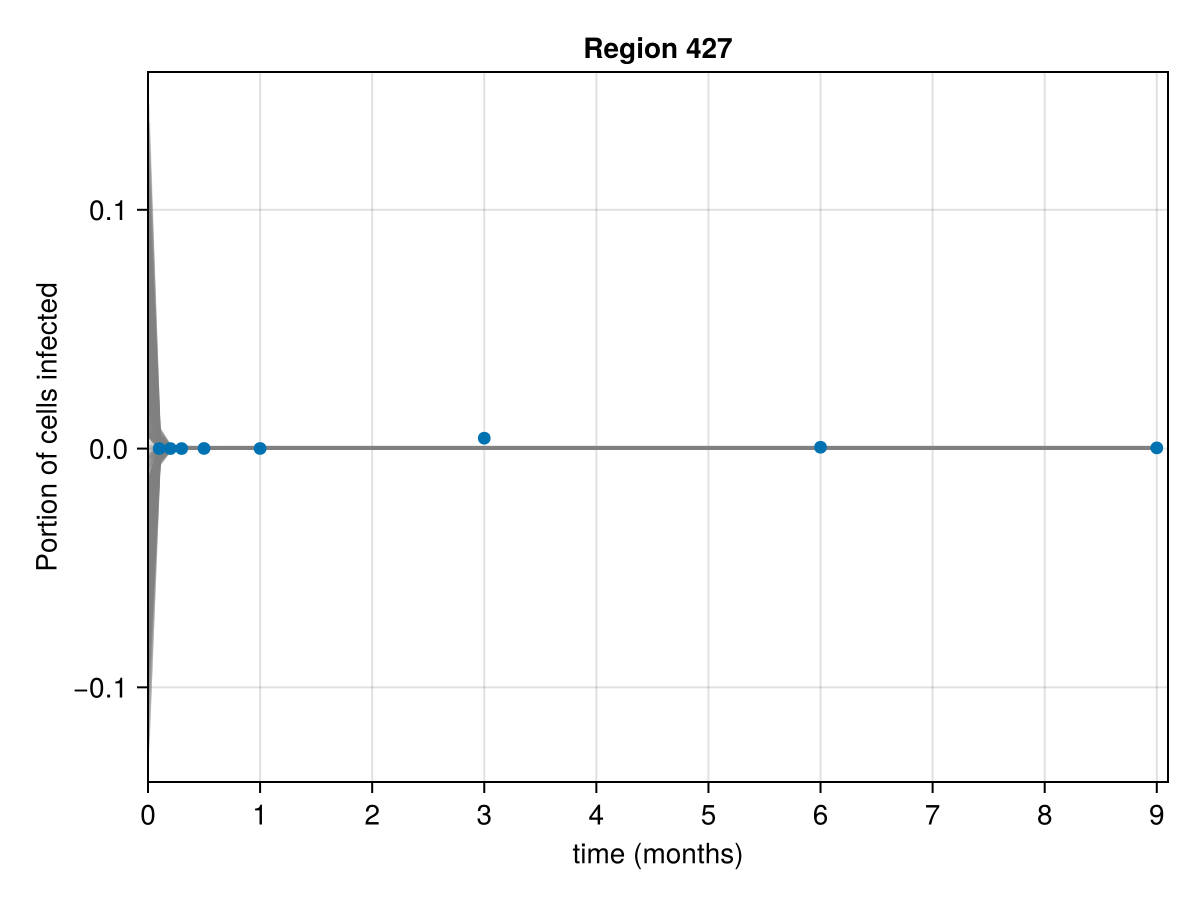 Region 427
Portion of cells infected
0.1
0.0
−0.1
0 1 2 3 4 5 6 7 8 9
time (months)